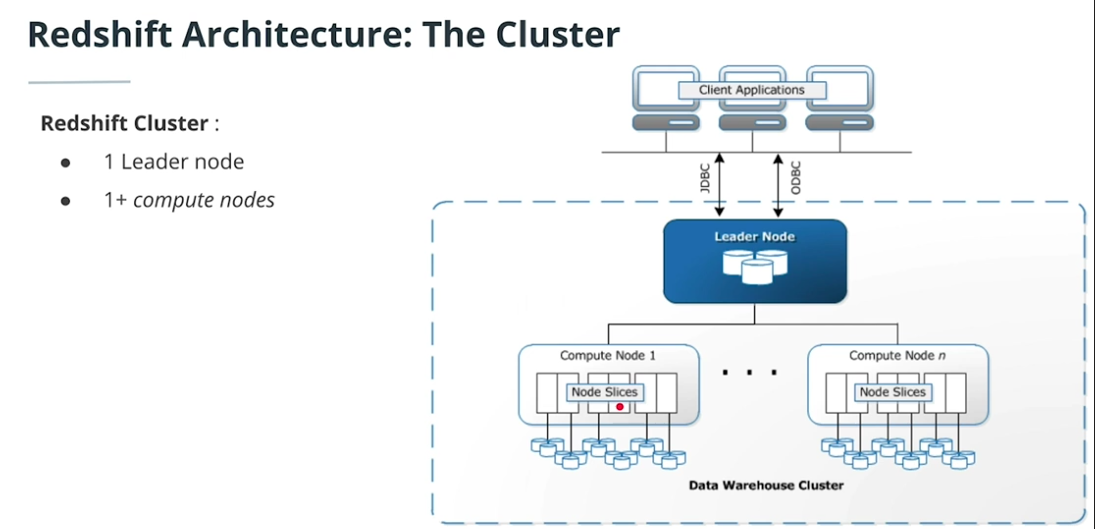 Redshift Architecture: The Cluster
Redshift Cluster :
● 1 Leader node
● 1+ compute nodes
Client Applications
JDBC
ODBC
Leader Node
Compute Node 1
Node Slices
. . .
Compute Node n
Node Slices
Data Warehouse Cluster